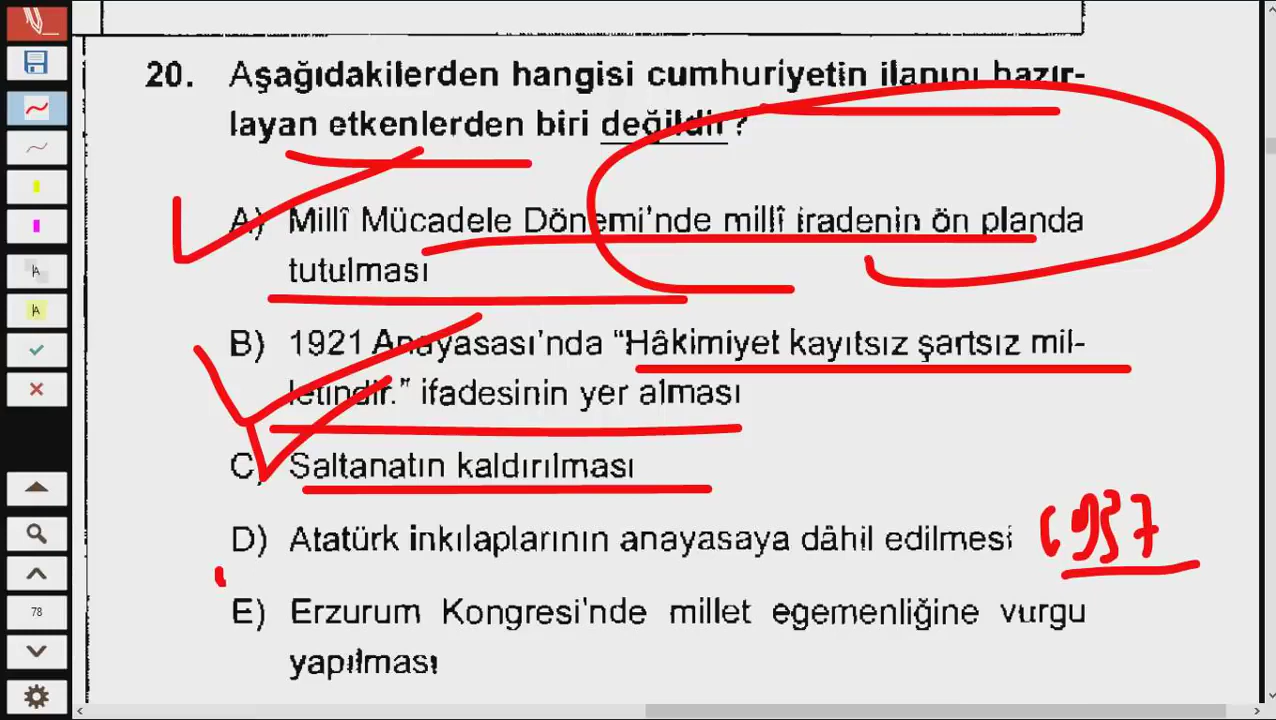 20. Aşağıdakilerden hangisi cumhuriyetin ilanını hazır-
layan etkenlerden biri değildir?
A) Millî Mücadele Dönemi'nde millî iradenin ön planda
tutulması
B) 1921 Anayasası'nda "Hâkimiyet kayıtsız şartsız mil-
letindir." ifadesinin yer alması
C) Saltanatın kaldırılması
D) Atatürk inkılaplarının anayasaya dâhil edilmesi 1937
E) Erzurum Kongresi'nde millet egemenliğine vurgu
yapılması
A
A
78